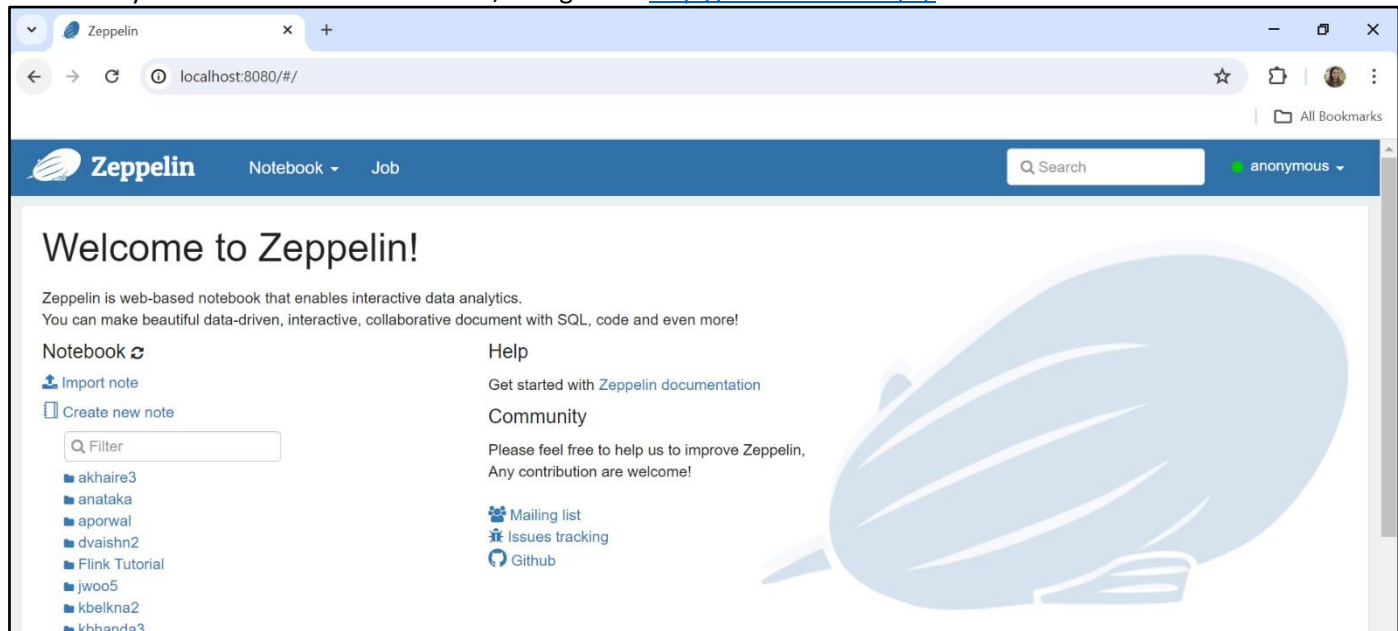 Zeppelin
localhost:8080/#/
All Bookmarks
Zeppelin Notebook Job Search anonymous
Welcome to Zeppelin!
Zeppelin is web-based notebook that enables interactive data analytics.
You can make beautiful data-driven, interactive, collaborative document with SQL, code and even more!
Notebook
Import note
Create new note
Filter
akhaire3
anataka
aporwal
dvaishn2
Flink Tutorial
jwoo5
kbelkna2
kbhanda3
Help
Get started with Zeppelin documentation
Community
Please feel free to help us to improve Zeppelin,
Any contribution are welcome!
Mailing list
Issues tracking
Github